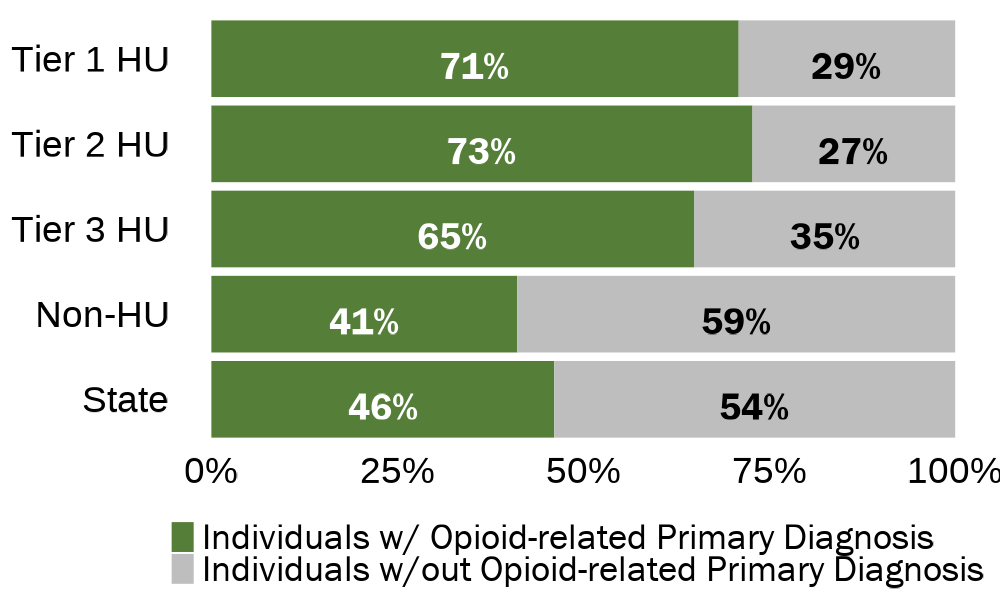 Tier 1 HU 71% 29%
Tier 2 HU 73% 27%
Tier 3 HU 65% 35%
Non-HU 41% 59%
State 46% 54%
0% 25% 50% 75% 100%
Individuals w/ Opioid-related Primary Diagnosis
Individuals w/out Opioid-related Primary Diagnosis